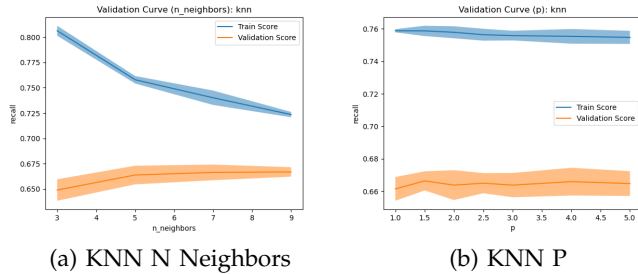 Validation Curve (n_neighbors): knn
Train Score
Validation Score
recall
0.800
0.775
0.750
0.725
0.700
0.675
0.650
3
4
5
6
7
8
9
n_neighbors
(a) KNN N Neighbors
Validation Curve (p): knn
Train Score
Validation Score
recall
0.76
0.74
0.72
0.70
0.68
0.66
1.0
1.5
2.0
2.5
3.0
3.5
4.0
4.5
5.0
p
(b) KNN P